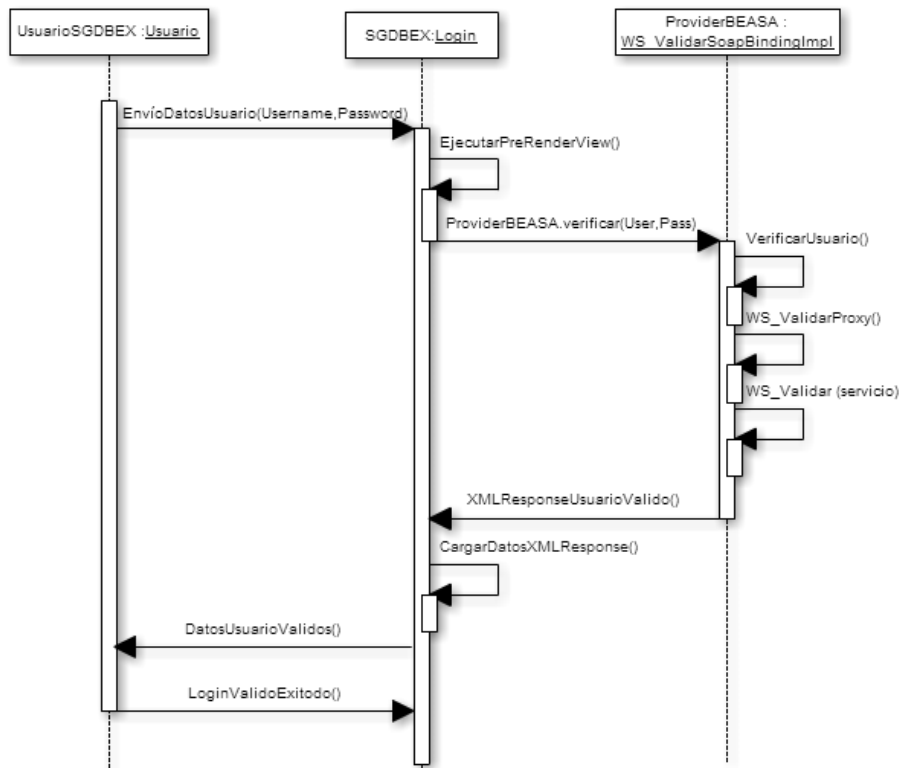 UsuarioSGDBEX :Usuario
SGDBEX:Login
ProviderBEASA :
WS_ValidarSoapBindingImpl
EnvíoDatosUsuario(Username,Password)
EjecutarPreRenderView()
ProviderBEASA.verificar(User,Pass)
VerificarUsuario()
WS_ValidarProxy()
WS_Validar (servicio)
XMLResponseUsuarioValido()
CargarDatosXMLResponse()
DatosUsuarioValidos()
LoginValidoExitodo()